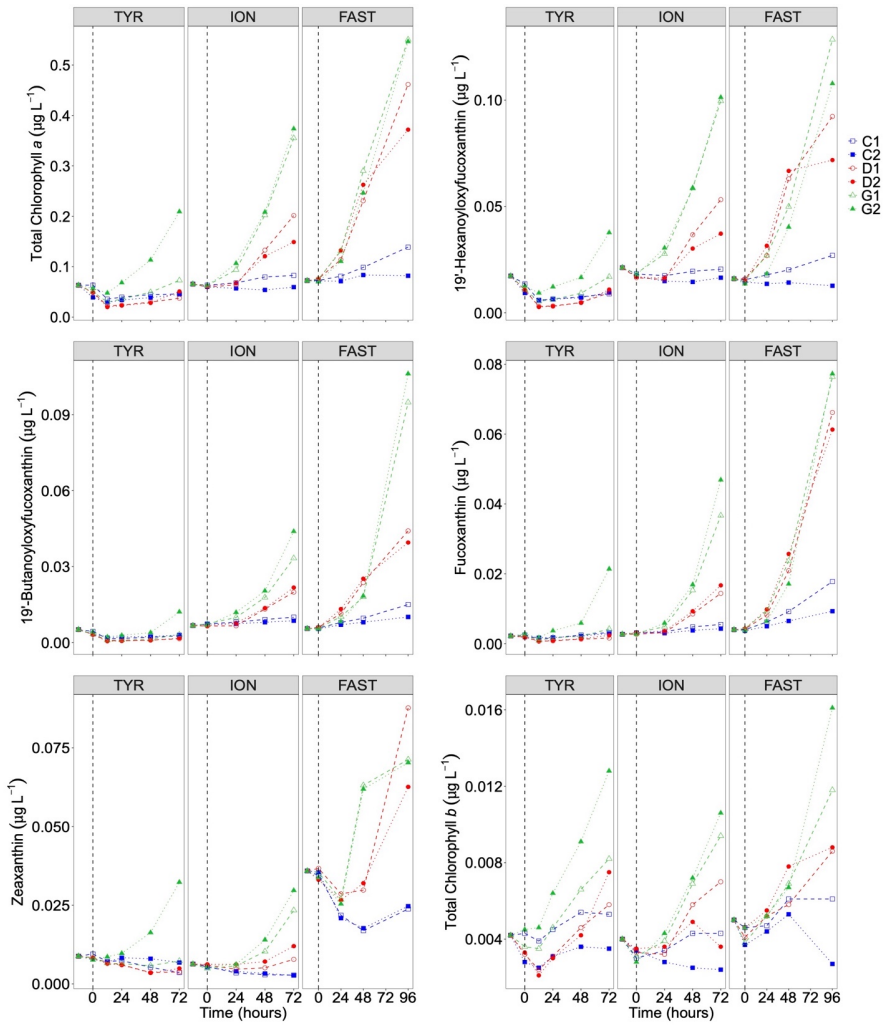 TYR ION FAST
Total Chlorophyll a (µg L⁻¹)
0.5
0.4
0.3
0.2
0.1
0.0
TYR ION FAST
19'-Hexanoyloxyfucoxanthin (µg L⁻¹)
0.10
0.05
0.00
C1
C2
D1
D2
G1
G2
TYR ION FAST
19'-Butanoyloxyfucoxanthin (µg L⁻¹)
0.09
0.06
0.03
0.00
TYR ION FAST
Fucoxanthin (µg L⁻¹)
0.08
0.06
0.04
0.02
0.00
TYR ION FAST
Zeaxanthin (µg L⁻¹)
0.075
0.050
0.025
0.000
0 24 48 72 0 24 48 72 0 24 48 72 96
Time (hours)
TYR ION FAST
Total Chlorophyll b (µg L⁻¹)
0.016
0.012
0.008
0.004
0 24 48 72 0 24 48 72 0 24 48 72 96
Time (hours)